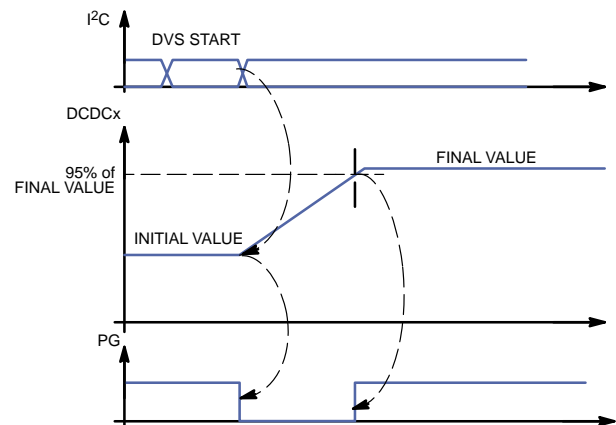 I²C
DVS START
DCDCx
95% of
FINAL VALUE
FINAL VALUE
INITIAL VALUE
PG